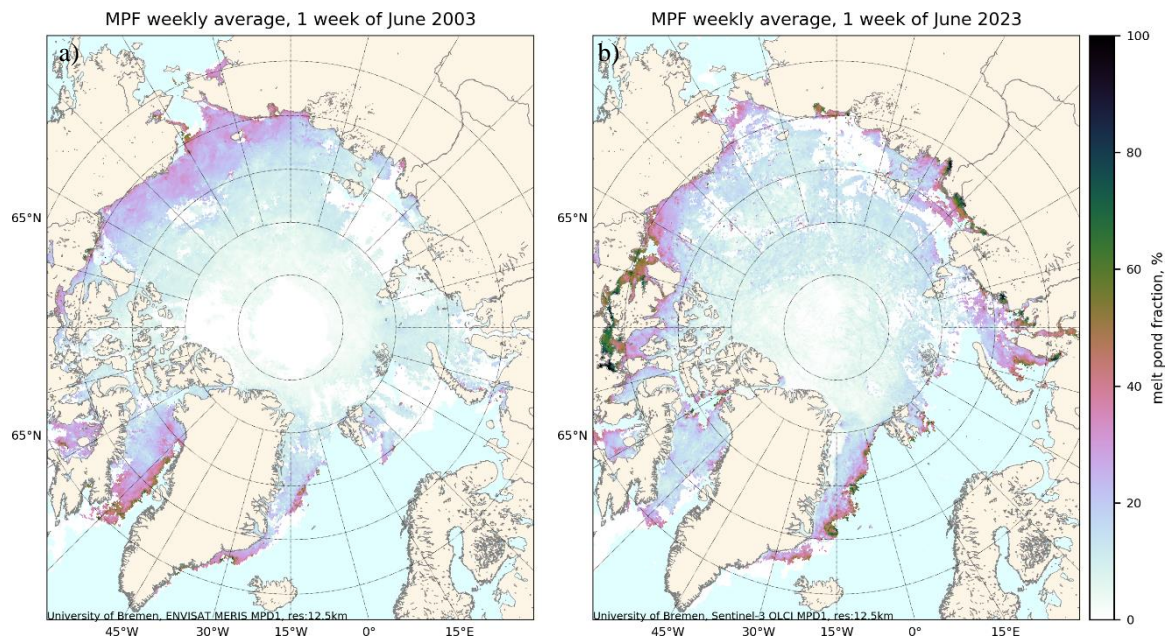 MPF weekly average, 1 week of June 2003
MPF weekly average, 1 week of June 2023
a)
b)
100
80
60
40
20
0
melt pond fraction, %
65°N
65°N
65°N
65°N
University of Bremen, ENVISAT MERIS MPD1, res:12.5km
University of Bremen, Sentinel-3 OLCI MPD1, res:12.5km
45°W 30°W 15°W 0° 15°E
45°W 30°W 15°W 0° 15°E